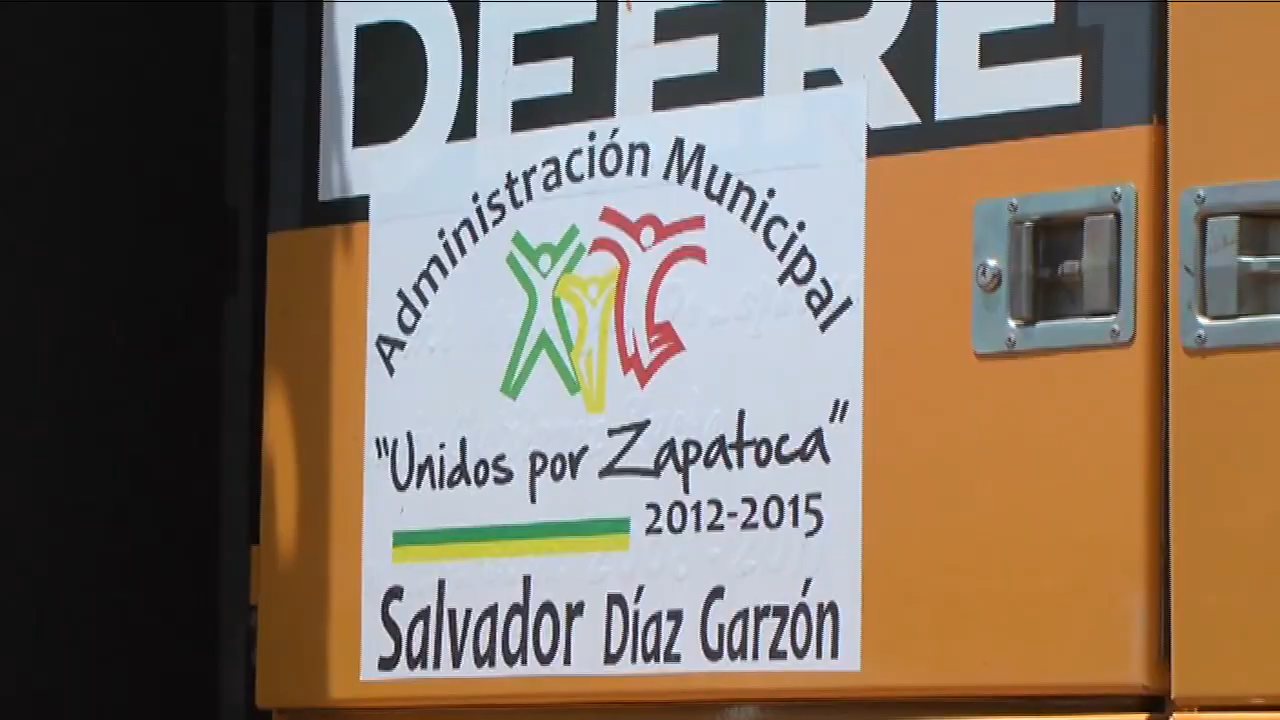 DEERE
Administración Municipal
"Unidos por Zapatoca"
2012-2015
Salvador Díaz Garzón